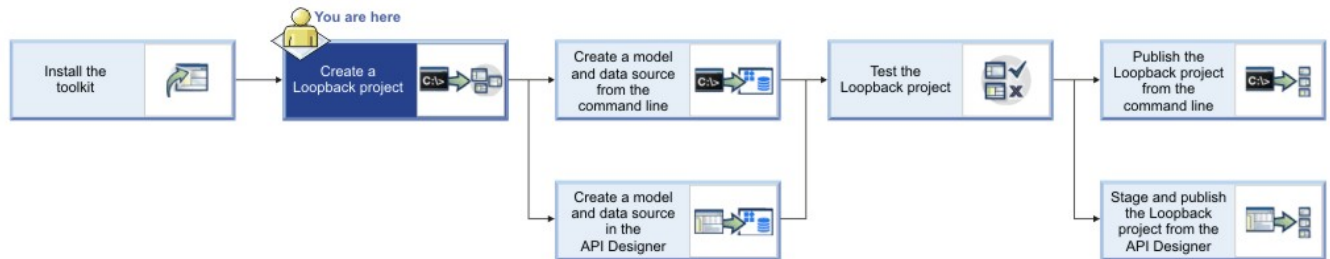 You are here
Install the
toolkit
Create a
Loopback project
C:\>
Create a model
and data source
from the
command line
C:\>
Test the
Loopback project
Publish the
Loopback project
from the
command line
C:\>
Create a model
and data source
in the
API Designer
Stage and publish
the Loopback
project from the
API Designer